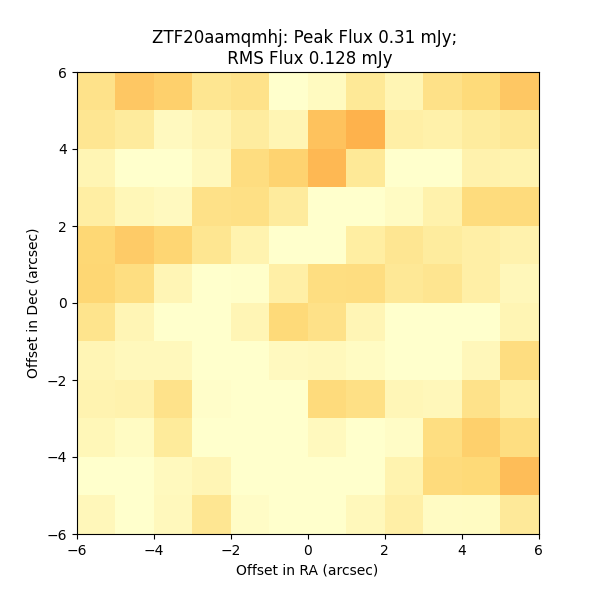 ZTF20aamqmhj: Peak Flux 0.31 mJy;
RMS Flux 0.128 mJy
6
4
2
0
−2
−4
−6
Offset in Dec (arcsec)
−6 −4 −2 0 2 4 6
Offset in RA (arcsec)